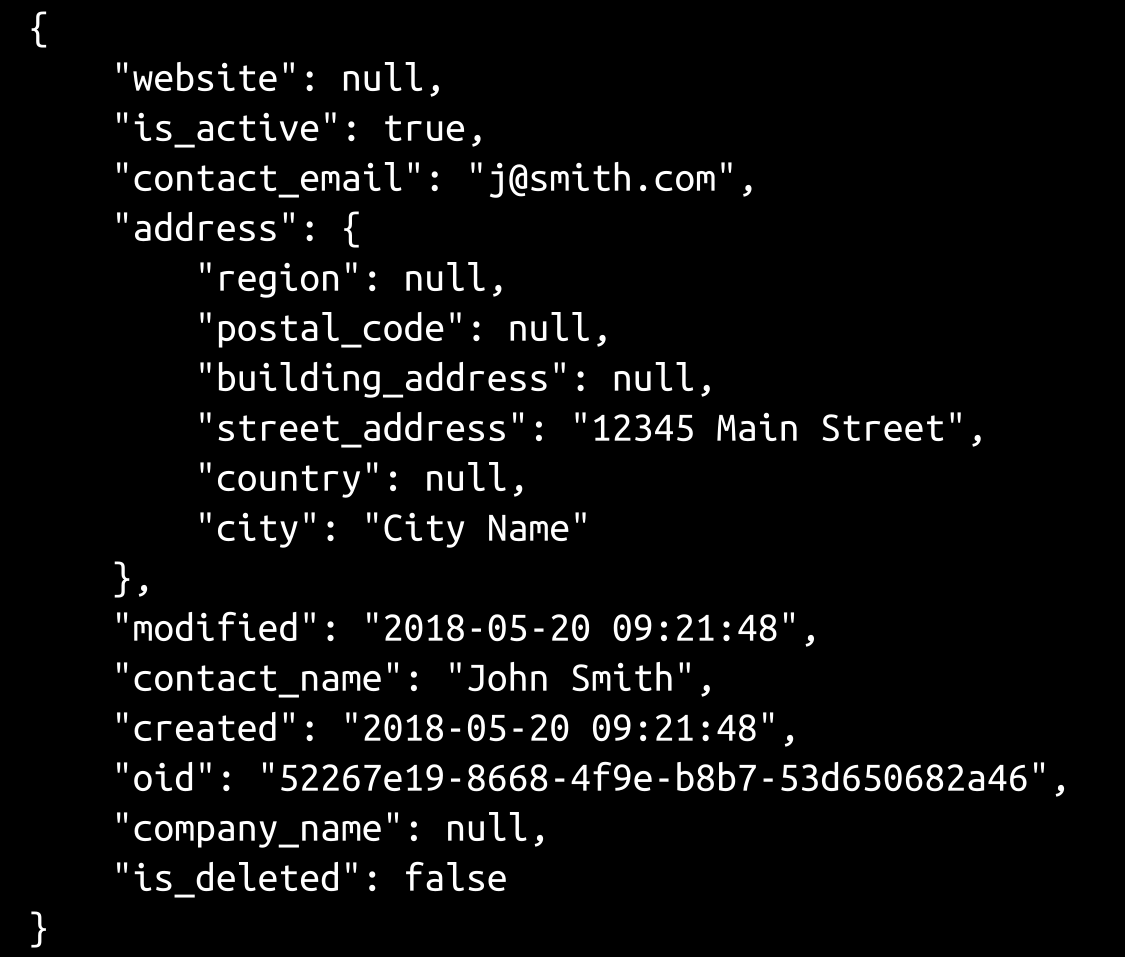 {
    "website": null,
    "is_active": true,
    "contact_email": "j@smith.com",
    "address": {
        "region": null,
        "postal_code": null,
        "building_address": null,
        "street_address": "12345 Main Street",
        "country": null,
        "city": "City Name"
    },
    "modified": "2018-05-20 09:21:48",
    "contact_name": "John Smith",
    "created": "2018-05-20 09:21:48",
    "oid": "52267e19-8668-4f9e-b8b7-53d650682a46",
    "company_name": null,
    "is_deleted": false
}